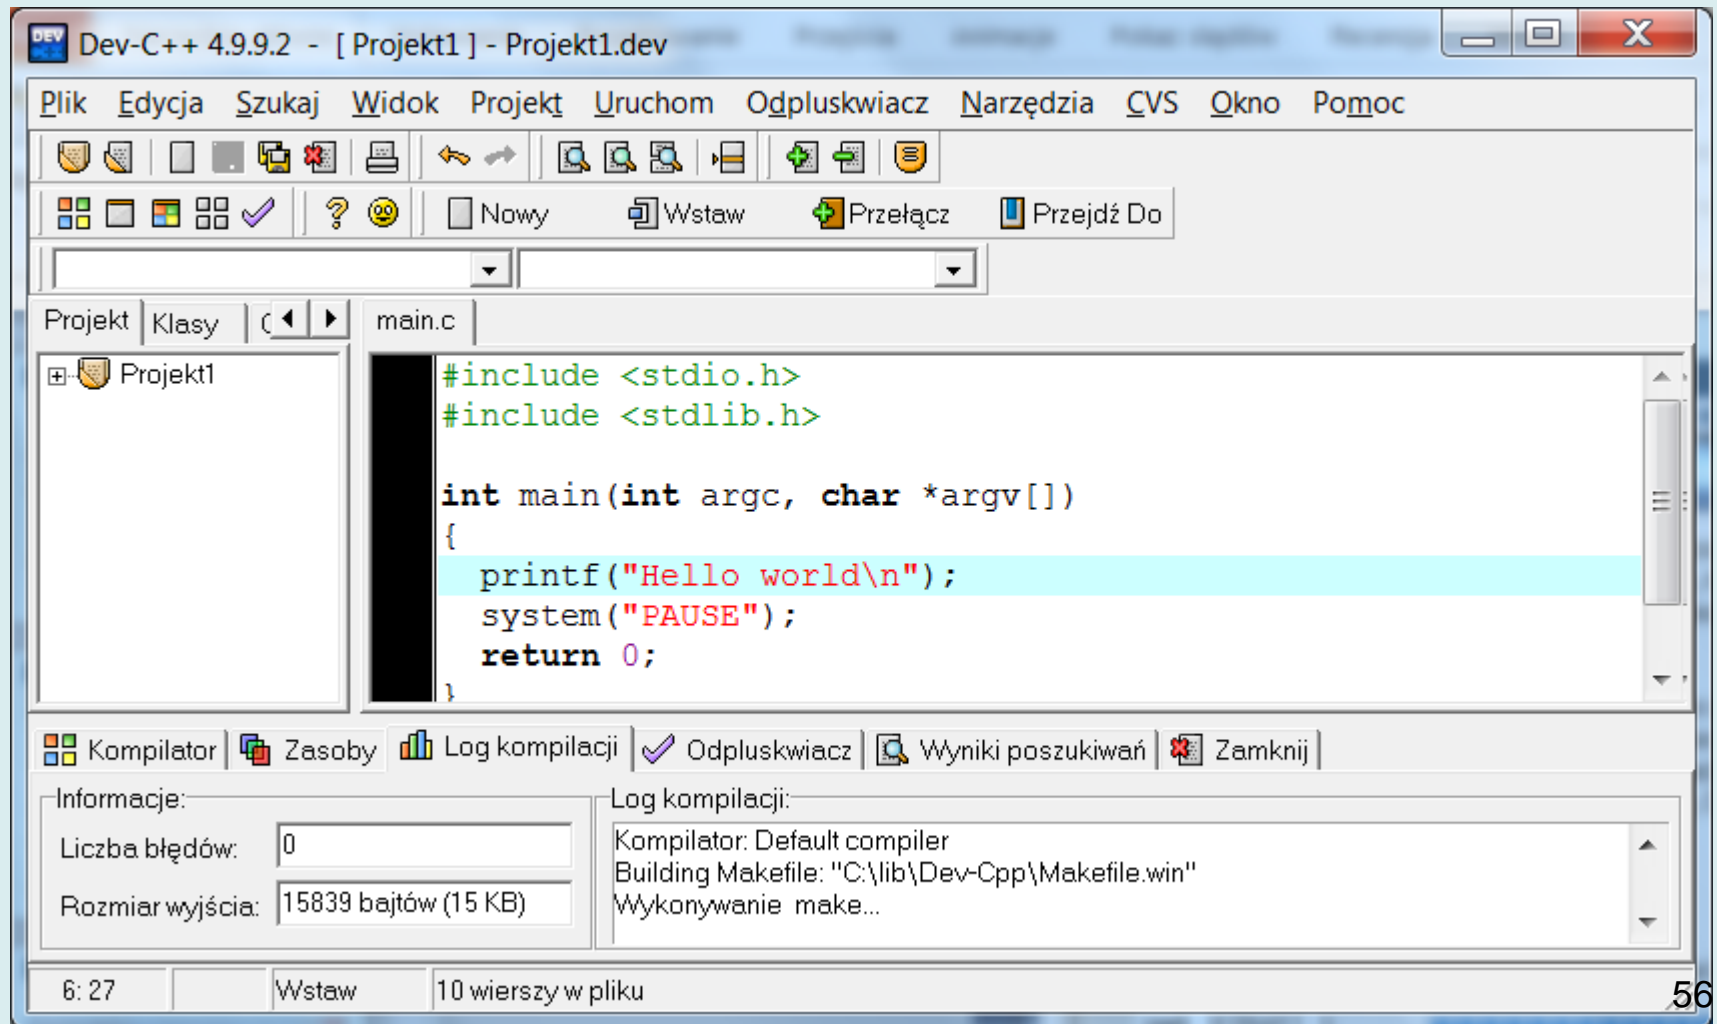 Dev-C++ 4.9.9.2 - [ Projekt1 ] - Projekt1.dev
Plik Edycja Szukaj Widok Projekt Uruchom Odpluskwiacz Narzędzia CVS Okno Pomoc
Nowy Wstaw Przełącz Przejdź Do
Projekt Klasy
main.c
Projekt1
#include <stdio.h>
#include <stdlib.h>
int main(int argc, char *argv[])
{
printf("Hello world\n");
system("PAUSE");
return 0;
}
Kompilator Zasoby Log kompilacji Odpluskwiacz Wyniki poszukiwań Zamknij
Informacje:
Liczba błędów: 0
Rozmiar wyjścia: 15839 bajtów (15 KB)
Log kompilacji:
Kompilator: Default compiler
Building Makefile: "C:\lib\Dev-Cpp\Makefile.win"
Wykonywanie make...
6: 27 Wstaw 10 wierszy w pliku
56